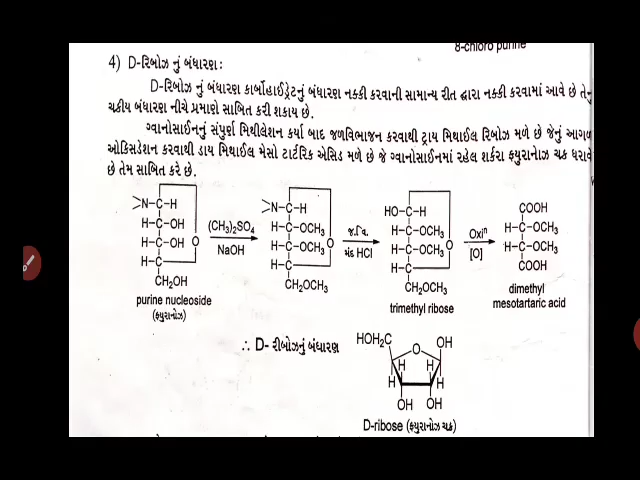 8-chloro purine
4) D-રિબોઝ નું બંધારણ:
D-રિબોઝ નું બંધારણ કાર્બોહાઈડ્રેટનું બંધારણ નક્કી કરવાની સામાન્ય રીત દ્વારા નક્કી કરવામાં આવે છે તેનુ
ચક્રીય બંધારણ નીચે પ્રમાણે સાબિત કરી શકાય છે.
ગ્વાનોસાઈનનું સંપુર્ણ મિથીલેશન કર્યા બાદ જળવિભાજન કરવાથી ટ્રાય મિથાઈલ રિબોઝ મળે છે જેનું આગળ
ઓકિસડેશન કરવાથી ડાય મિથાઈલ મેસો ટાર્ટરિક એસિડ મળે છે જે ગ્વાનોસાઈનમાં રહેલ શર્કરા ફયુરાનોઝ ચક્ર ધરાવે
છે તેમ સાબિત કરે છે.
>N-C-H >N-C-H HO-C-H COOH
H-C-OH (CH3)2SO4 H-C-OCH3 જ.વિ. H-C-OCH3 Oxiⁿ H-C-OCH3
H-C-OH O NaOH H-C-OCH3 O મંદ HCl H-C-OCH3 O [O] H-C-OCH3
H-C H-C H-C COOH
CH2OH CH2OCH3 CH2OCH3
purine nucleoside trimethyl ribose dimethyl
(ફયુરાનોઝ) mesotartaric acid
∴ D- રીબોઝનું બંધારણ
HOH2C O OH
H H H H
OH OH
D-ribose (ફયુરાનોઝ ચક્ર)